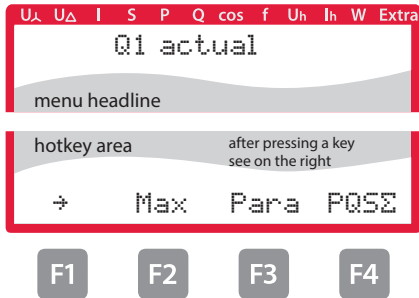 U⅄ U△ I S P Q cos f Uh Ih W Extra
Q1 actual
menu headline
hotkey area
after pressing a key
see on the right
→ Max Para PQSΣ
F1 F2 F3 F4